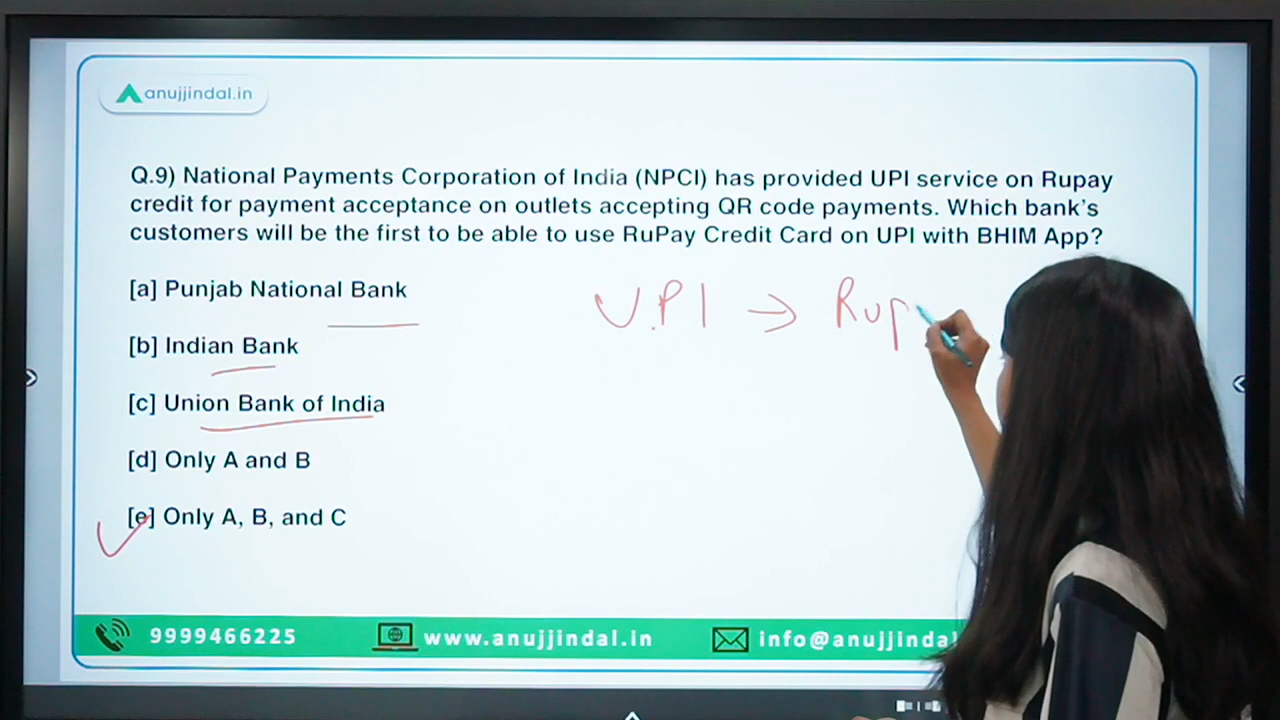 anujjindal.in
Q.9) National Payments Corporation of India (NPCI) has provided UPI service on Rupay
credit for payment acceptance on outlets accepting QR code payments. Which bank's
customers will be the first to be able to use RuPay Credit Card on UPI with BHIM App?
[a] Punjab National Bank
UPI → Rup
[b] Indian Bank
[c] Union Bank of India
[d] Only A and B
[e] Only A, B, and C
9999466225 www.anujjindal.in info@anujjindal